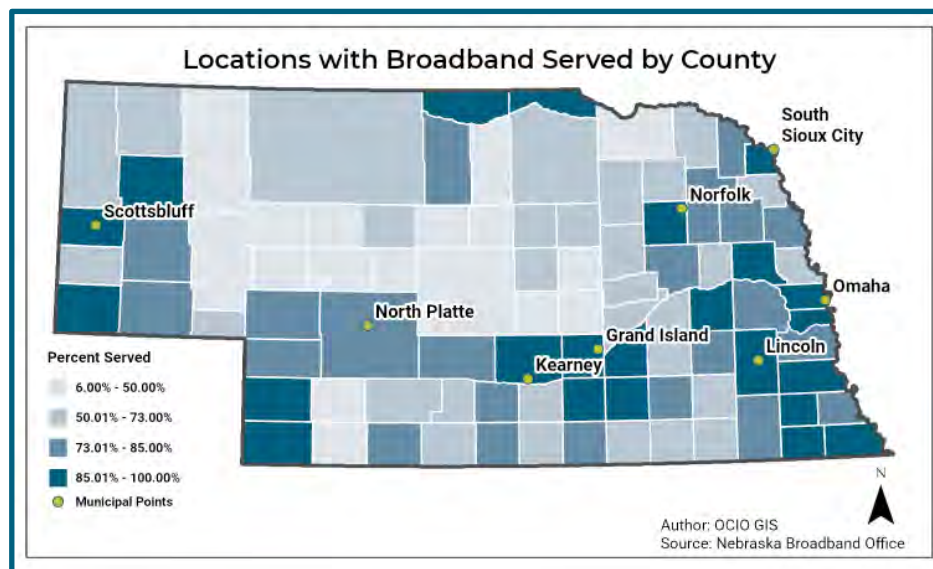 Locations with Broadband Served by County
South
Sioux City
Scottsbluff
Norfolk
Omaha
North Platte
Grand Island
Lincoln
Kearney
Percent Served
6.00% - 50.00%
50.01% - 73.00%
73.01% - 85.00%
85.01% - 100.00%
Municipal Points
N
Author: OCIO GIS
Source: Nebraska Broadband Office